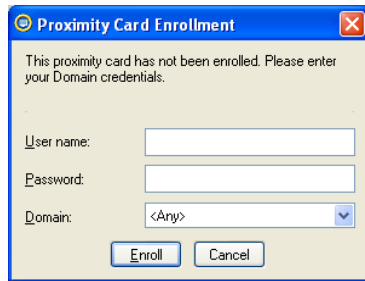 Proximity Card Enrollment
This proximity card has not been enrolled. Please enter
your Domain credentials.
User name:
Password:
Domain: <Any>
Enroll Cancel